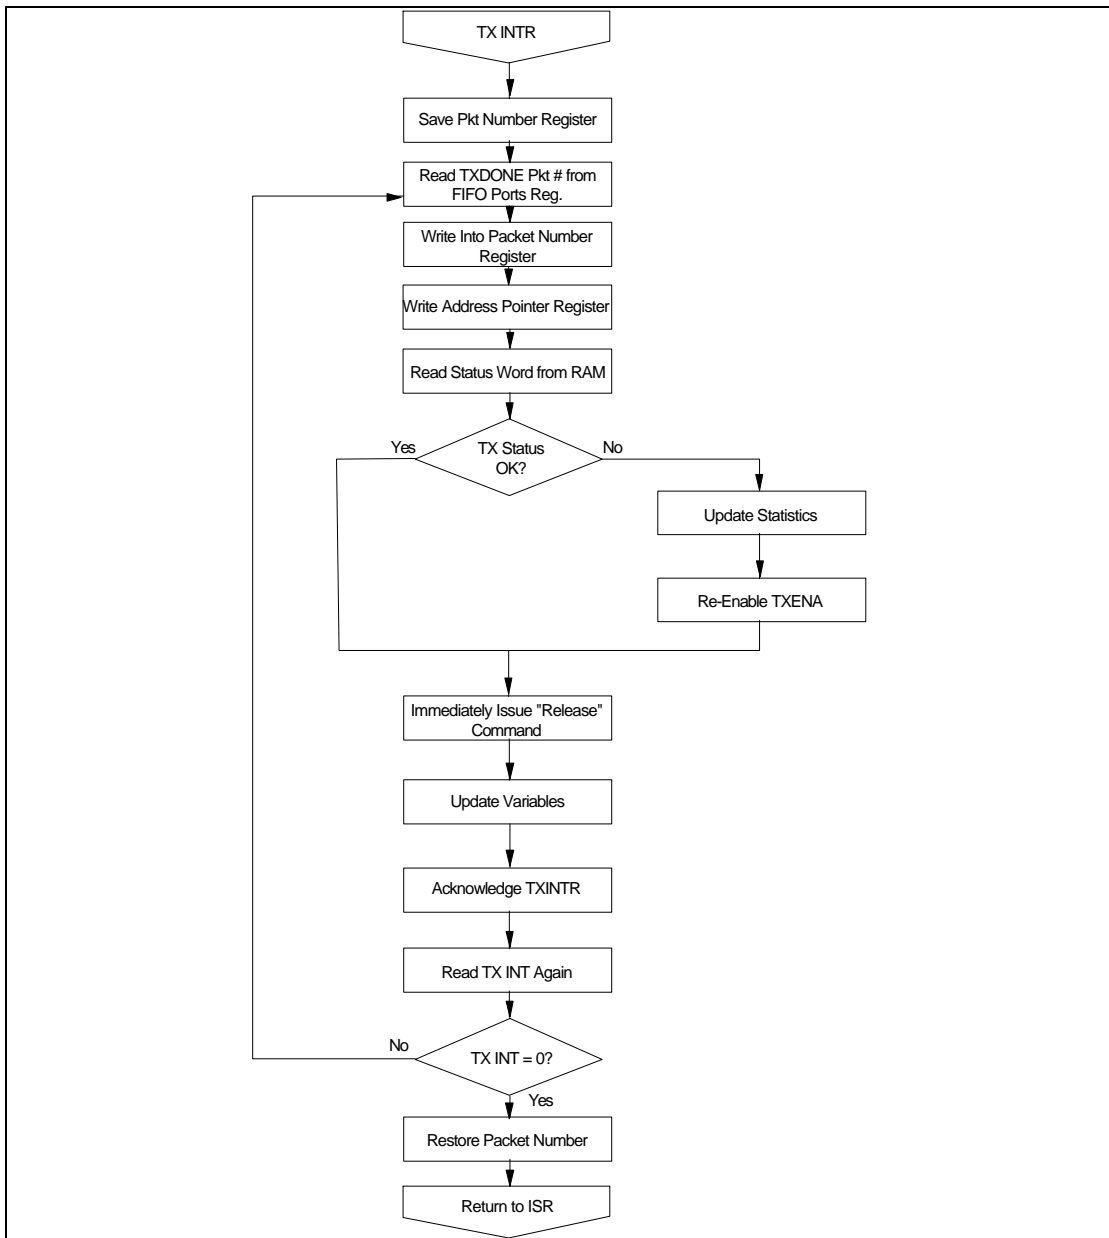 TX INTR
Save Pkt Number Register
Read TXDONE Pkt # from
FIFO Ports Reg.
Write Into Packet Number
Register
Write Address Pointer Register
Read Status Word from RAM
Yes
TX Status
OK?
No
Update Statistics
Re-Enable TXENA
Immediately Issue "Release"
Command
Update Variables
Acknowledge TXINTR
Read TX INT Again
No
TX INT = 0?
Yes
Restore Packet Number
Return to ISR